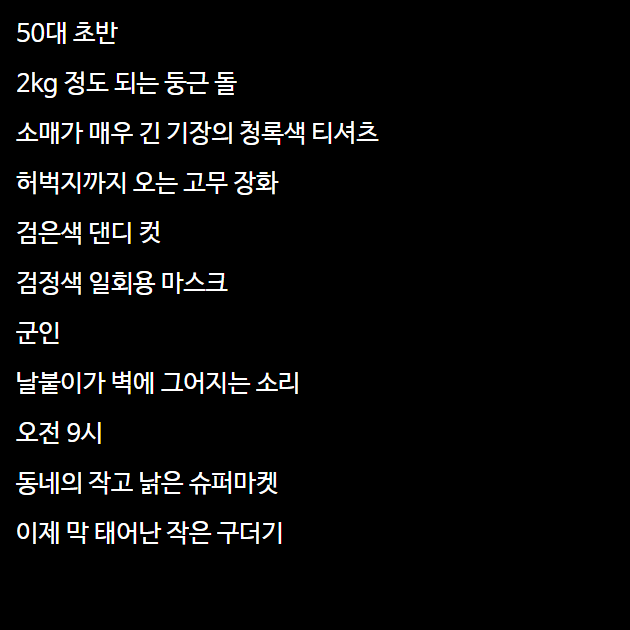 50대 초반
2kg 정도 되는 둥근 돌
소매가 매우 긴 기장의 청록색 티셔츠
허벅지까지 오는 고무 장화
검은색 댄디 컷
검정색 일회용 마스크
군인
날붙이가 벽에 그어지는 소리
오전 9시
동네의 작고 낡은 슈퍼마켓
이제 막 태어난 작은 구더기